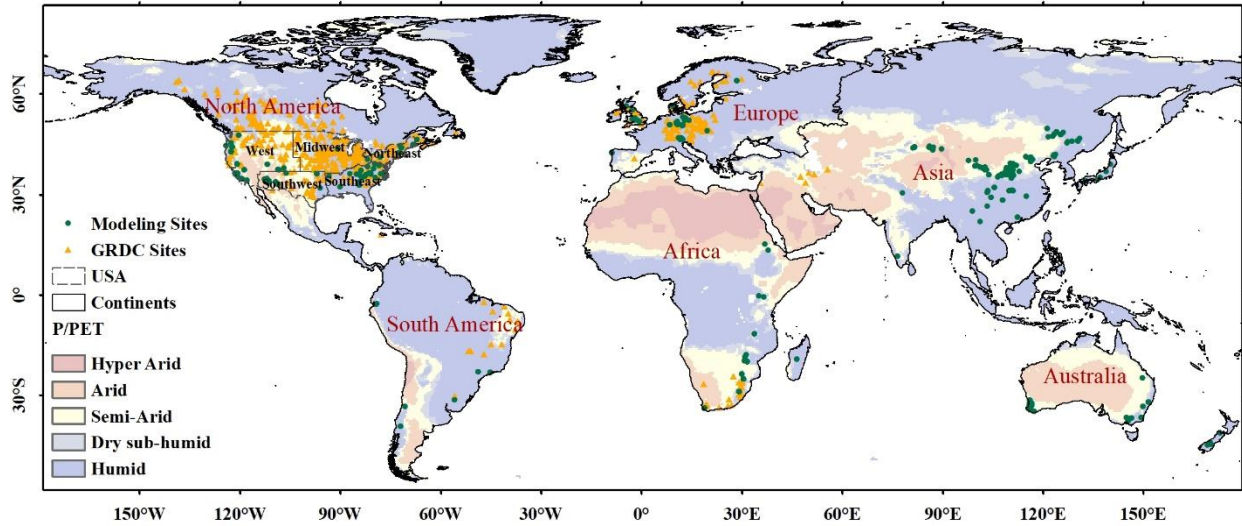 60°N
30°N
0°
30°S
North America
Europe
West
Midwest
Northeast
Southwest
Southeast
Asia
Africa
South America
Australia
Modeling Sites
GRDC Sites
USA
Continents
P/PET
Hyper Arid
Arid
Semi-Arid
Dry sub-humid
Humid
150°W 120°W 90°W 60°W 30°W 0° 30°E 60°E 90°E 120°E 150°E